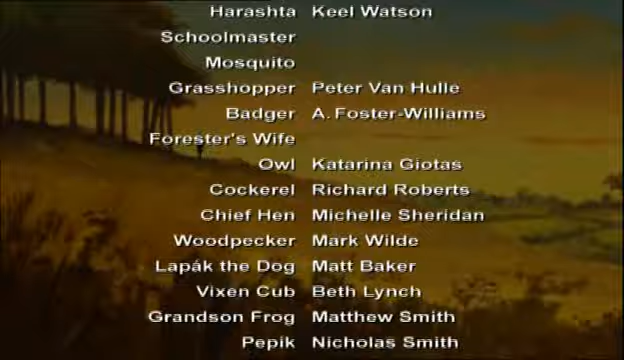 Harashta Keel Watson
Schoolmaster
Mosquito
Grasshopper Peter Van Hulle
Badger A. Foster-Williams
Forester's Wife
Owl Katarina Giotas
Cockerel Richard Roberts
Chief Hen Michelle Sheridan
Woodpecker Mark Wilde
Lapák the Dog Matt Baker
Vixen Cub Beth Lynch
Grandson Frog Matthew Smith
Pepik Nicholas Smith